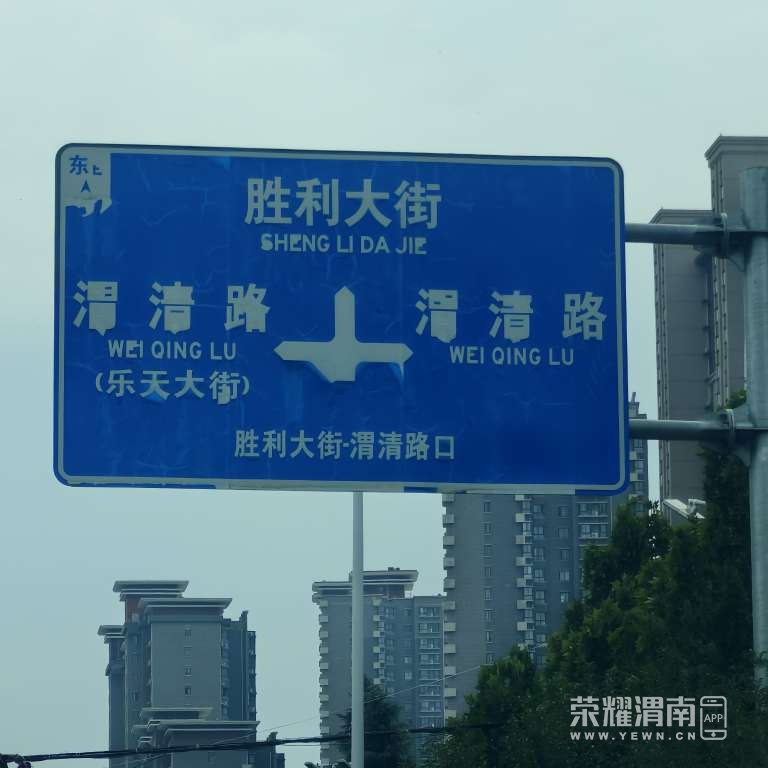 东
胜利大街
SHENG LI DA JIE
渭清路
WEI QING LU
(乐天大街)
渭清路
WEI QING LU
胜利大街-渭清路口
荣耀渭南 APP
WWW.YEWN.CN